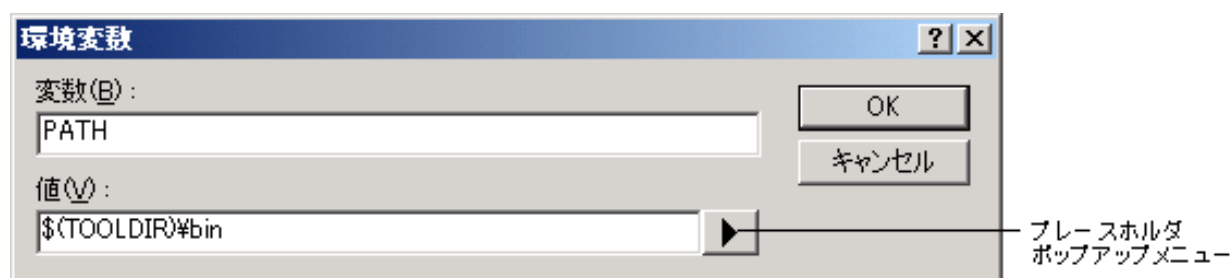 環境変数
変数(B) :
PATH
OK
キャンセル
値(V) :
$(TOOLDIR)¥bin
プレースホルダ
ポップアップメニュー